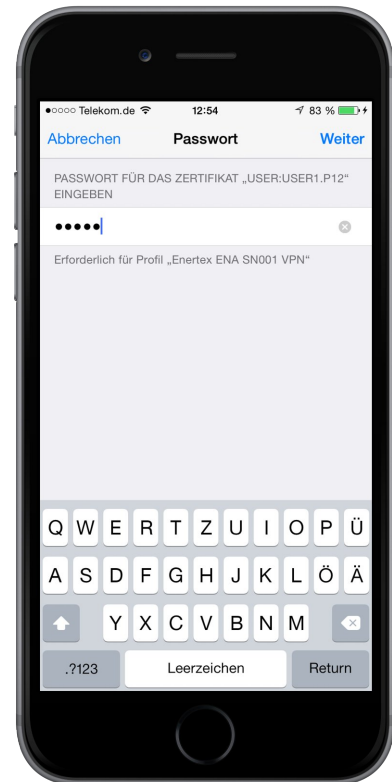 ●○○○○ Telekom.de 12:54 83 %
Abbrechen Passwort Weiter
PASSWORT FÜR DAS ZERTIFIKAT „USER:USER1.P12“
EINGEBEN
●●●●●
Erforderlich für Profil „Enertex ENA SN001 VPN“
Q W E R T Z U I O P Ü
A S D F G H J K L Ö Ä
Y X C V B N M
.?123 Leerzeichen Return